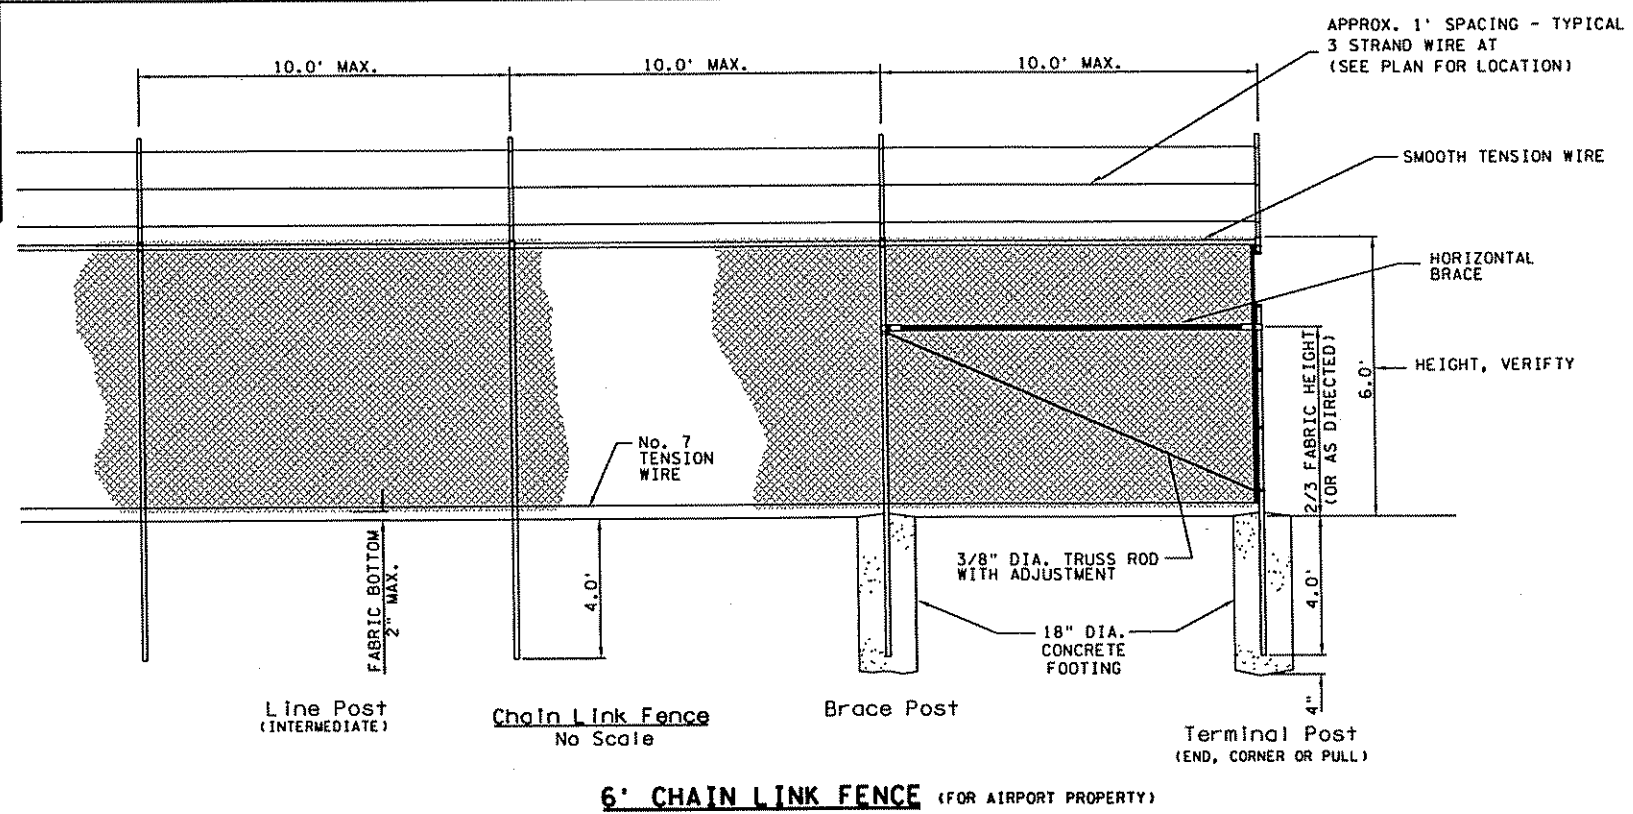 APPROX. 1' SPACING - TYPICAL
3 STRAND WIRE AT
(SEE PLAN FOR LOCATION)
10.0' MAX.
10.0' MAX.
10.0' MAX.
SMOOTH TENSION WIRE
HORIZONTAL
BRACE
HEIGHT, VERIFTY
6.0'
2/3 FABRIC HEIGHT
(OR AS DIRECTED)
No. 7
TENSION
WIRE
3/8" DIA. TRUSS ROD
WITH ADJUSTMENT
FABRIC BOTTOM
2" MAX.
4.0'
4.0'
18" DIA.
CONCRETE
FOOTING
4"
Line Post
(INTERMEDIATE)
Chain Link Fence
No Scale
Brace Post
Terminal Post
(END, CORNER OR PULL)
6' CHAIN LINK FENCE (FOR AIRPORT PROPERTY)